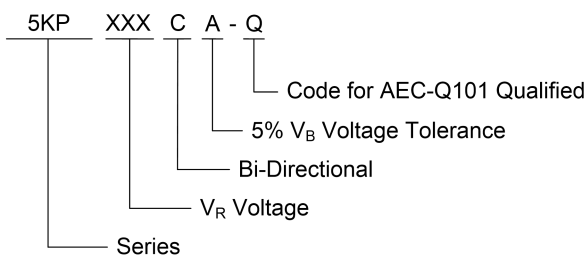 5KP XXX C A - Q
Code for AEC-Q101 Qualified
5% VB Voltage Tolerance
Bi-Directional
VR Voltage
Series